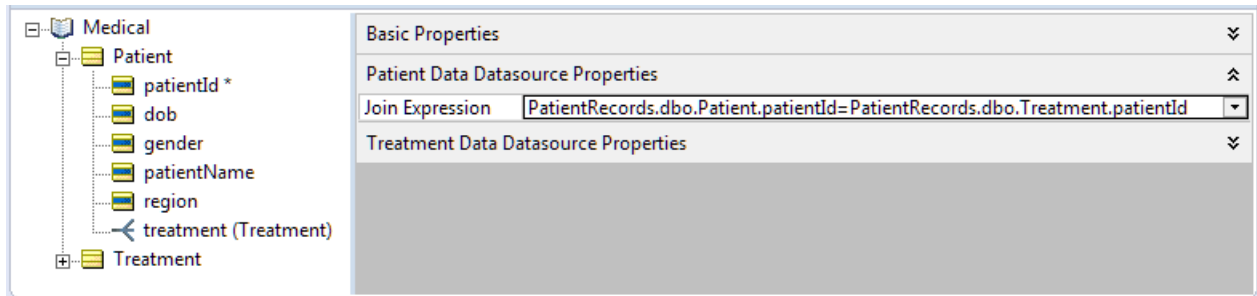 Medical
Patient
patientId *
dob
gender
patientName
region
treatment (Treatment)
Treatment
Basic Properties
Patient Data Datasource Properties
Join Expression PatientRecords.dbo.Patient.patientId=PatientRecords.dbo.Treatment.patientId
Treatment Data Datasource Properties